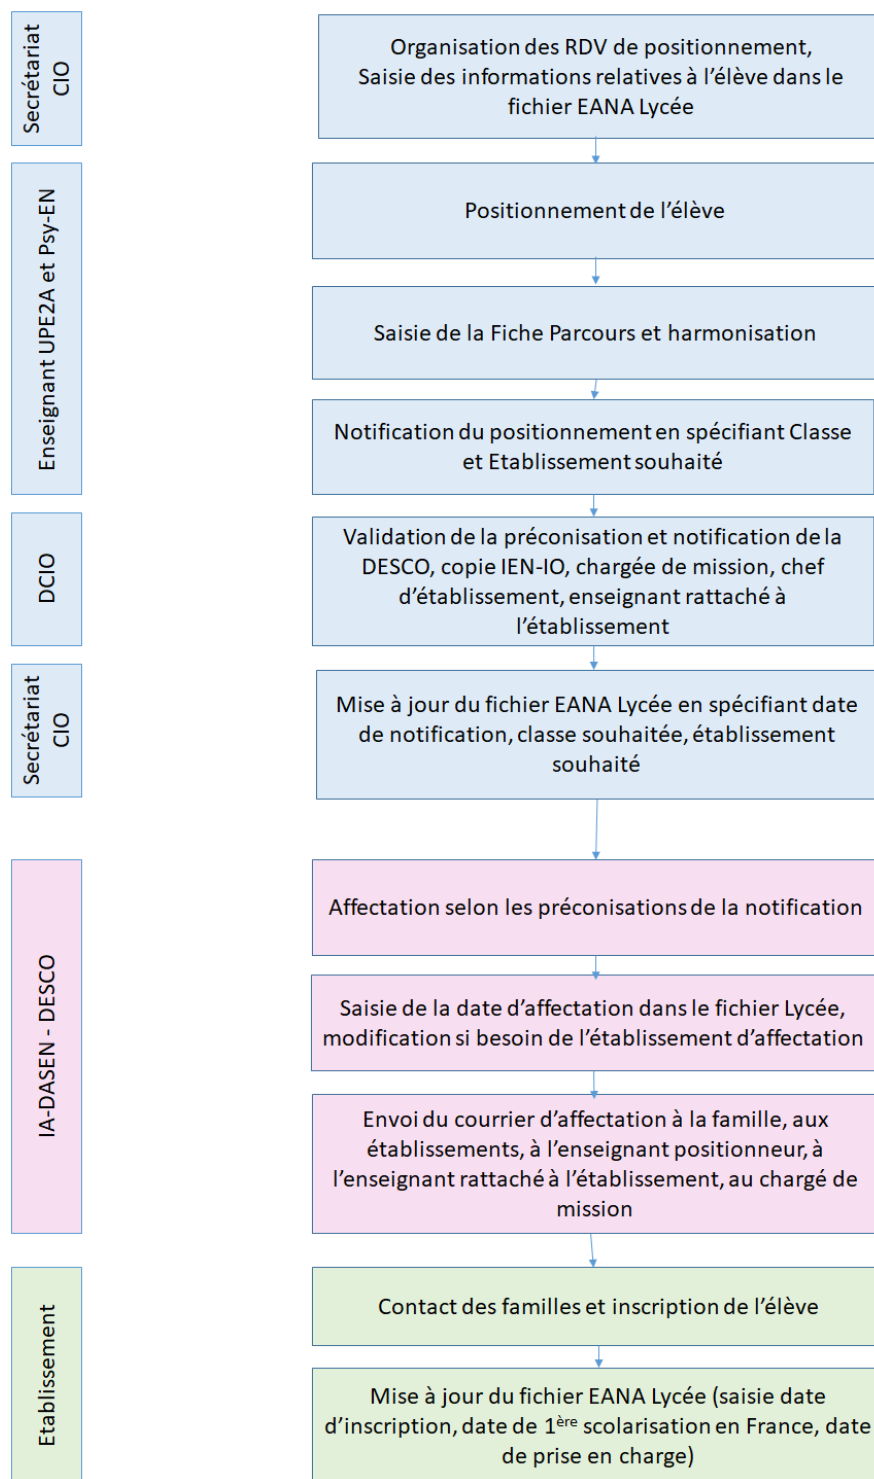 Secrétariat
CIO
Organisation des RDV de positionnement,
Saisie des informations relatives à l’élève dans le
fichier EANA Lycée
Enseignant UPE2A et Psy-EN
Positionnement de l’élève
Saisie de la Fiche Parcours et harmonisation
Notification du positionnement en spécifiant Classe
et Etablissement souhaité
DCIO
Validation de la préconisation et notification de la
DESCO, copie IEN-IO, chargée de mission, chef
d’établissement, enseignant rattaché à
l’établissement
Secrétariat
CIO
Mise à jour du fichier EANA Lycée en spécifiant date
de notification, classe souhaitée, établissement
souhaité
IA-DASEN - DESCO
Affectation selon les préconisations de la notification
Saisie de la date d’affectation dans le fichier Lycée,
modification si besoin de l’établissement d’affectation
Envoi du courrier d’affectation à la famille, aux
établissements, à l’enseignant positionneur, à
l’enseignant rattaché à l’établissement, au chargé de
mission
Etablissement
Contact des familles et inscription de l’élève
Mise à jour du fichier EANA Lycée (saisie date
d’inscription, date de 1ère scolarisation en France, date
de prise en charge)